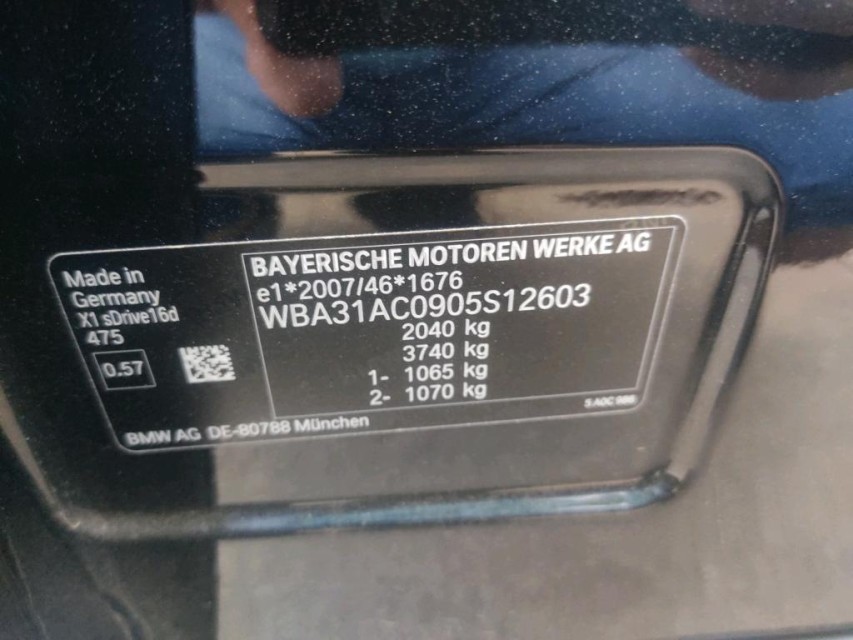 BAYERISCHE MOTOREN WERKE AG
e1*2007/46*1676
WBA31AC0905S12603
2040 kg
3740 kg
1- 1065 kg
2- 1070 kg
Made in
Germany
X1 sDrive16d
475
0.57
BMW AG DE-80788 München